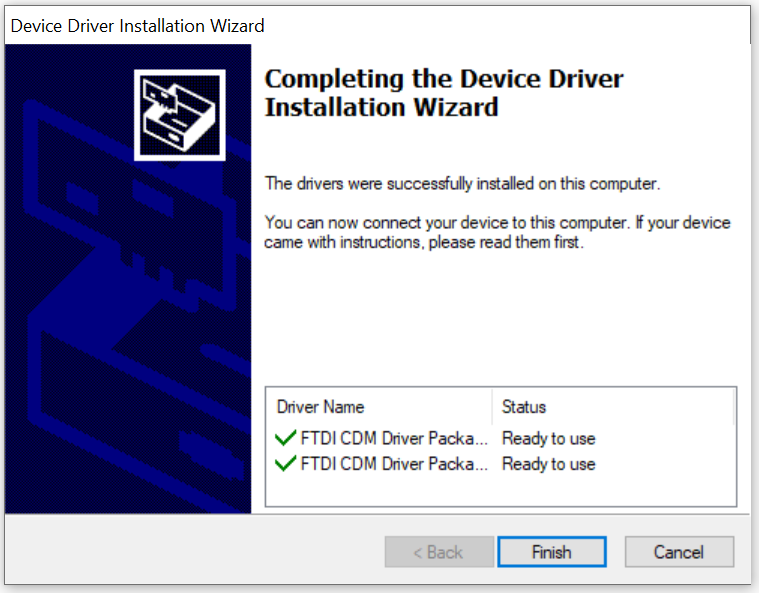 Device Driver Installation Wizard
Completing the Device Driver
Installation Wizard
The drivers were successfully installed on this computer.
You can now connect your device to this computer. If your device
came with instructions, please read them first.
Driver Name Status
FTDI CDM Driver Packa... Ready to use
FTDI CDM Driver Packa... Ready to use
< Back Finish Cancel